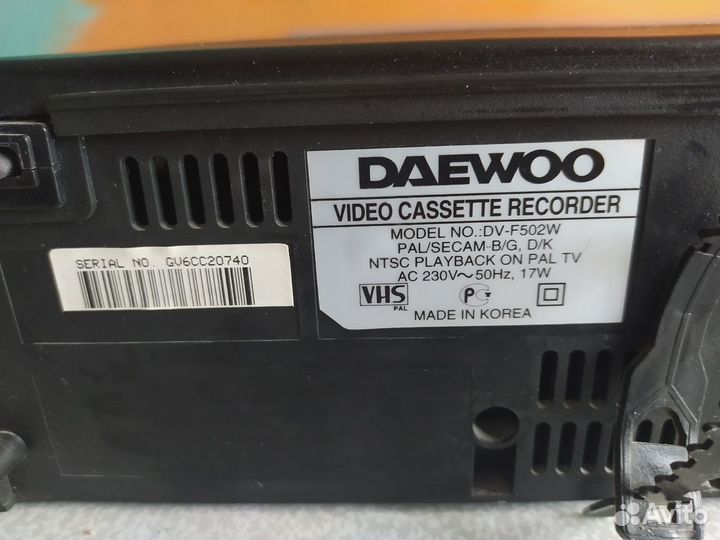 DAEWOO
VIDEO CASSETTE RECORDER
MODEL NO.:DV-F502W
PAL/SECAM-B/G, D/K
NTSC PLAYBACK ON PAL TV
AC 230V~50Hz, 17W
VHS
PAL
PG
MADE IN KOREA
SERIAL NO. GV6CC20740
Avito